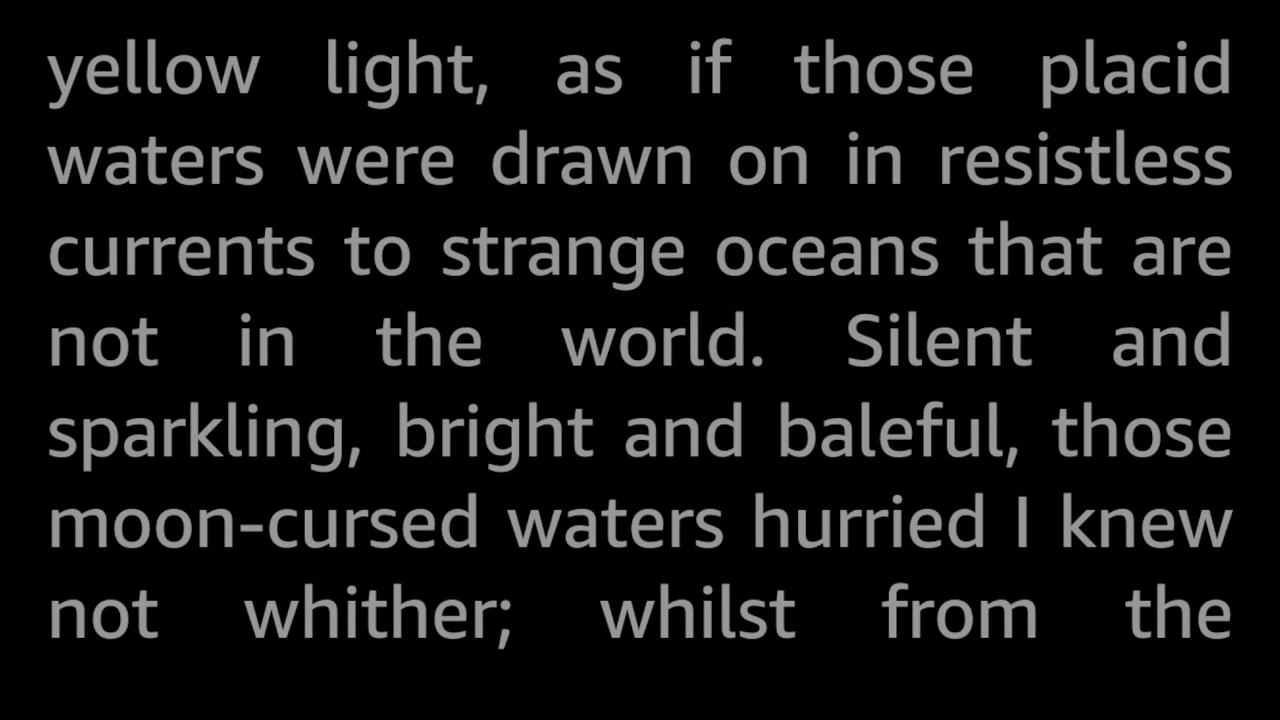 yellow light, as if those placid
waters were drawn on in resistless
currents to strange oceans that are
not in the world. Silent and
sparkling, bright and baleful, those
moon-cursed waters hurried I knew
not whither; whilst from the